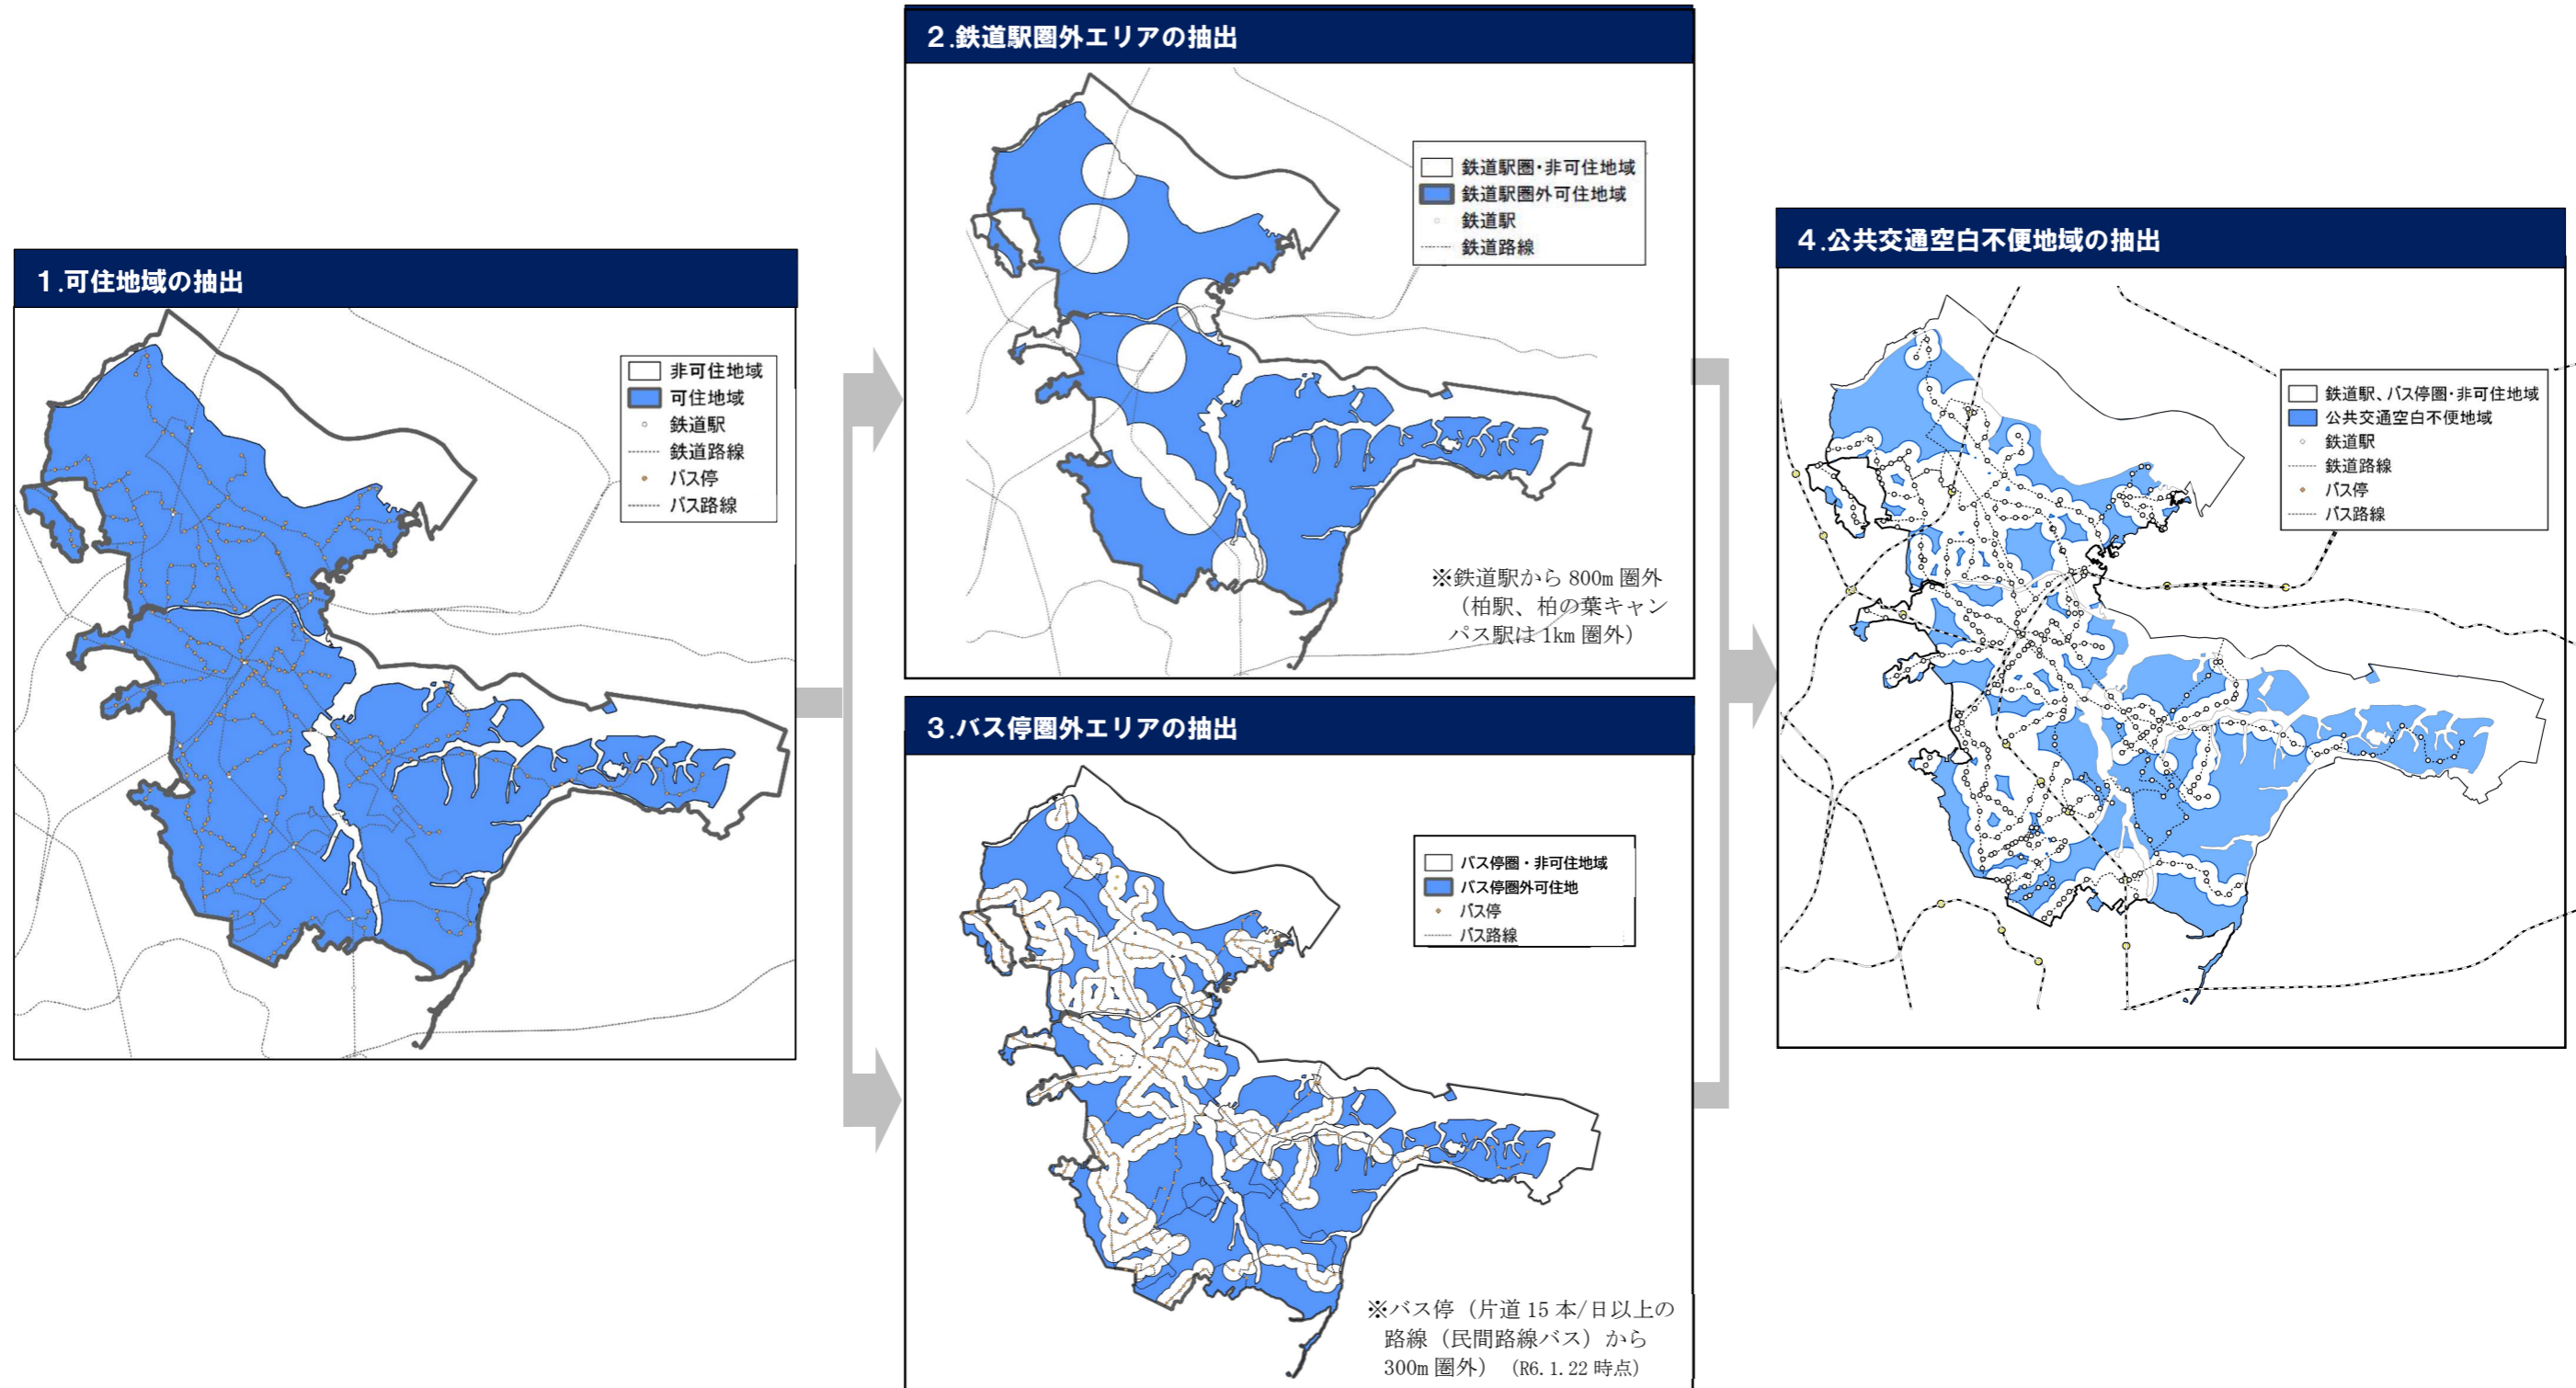 1.可住地域の抽出
非可住地域
可住地域
鉄道駅
鉄道路線
バス停
バス路線
2.鉄道駅圏外エリアの抽出
鉄道駅圏・非可住地域
鉄道駅圏外可住地域
鉄道駅
鉄道路線
※鉄道駅から 800m 圏外
(柏駅、柏の葉キャン
パス駅は 1km 圏外)
3.バス停圏外エリアの抽出
バス停圏・非可住地域
バス停圏外可住地
バス停
バス路線
※バス停(片道 15 本/日以上の
路線(民間路線バス)から
300m 圏外) (R6.1.22 時点)
4.公共交通空白不便地域の抽出
鉄道駅、バス停圏・非可住地域
公共交通空白不便地域
鉄道駅
鉄道路線
バス停
バス路線